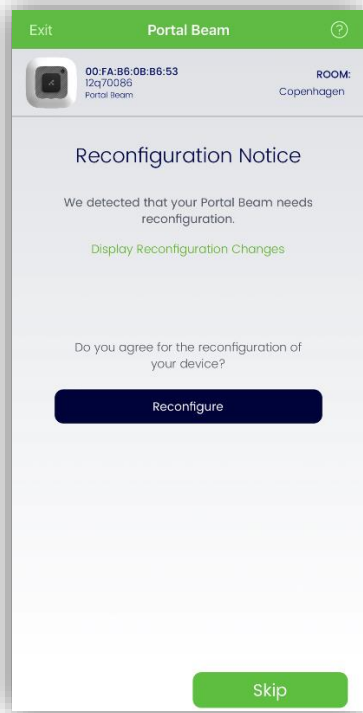 Exit Portal Beam ?
00:FA:B6:0B:B6:53
12q70086
Portal Beam
ROOM:
Copenhagen
Reconfiguration Notice
We detected that your Portal Beam needs
reconfiguration.
Display Reconfiguration Changes
Do you agree for the reconfiguration of
your device?
Reconfigure
Skip